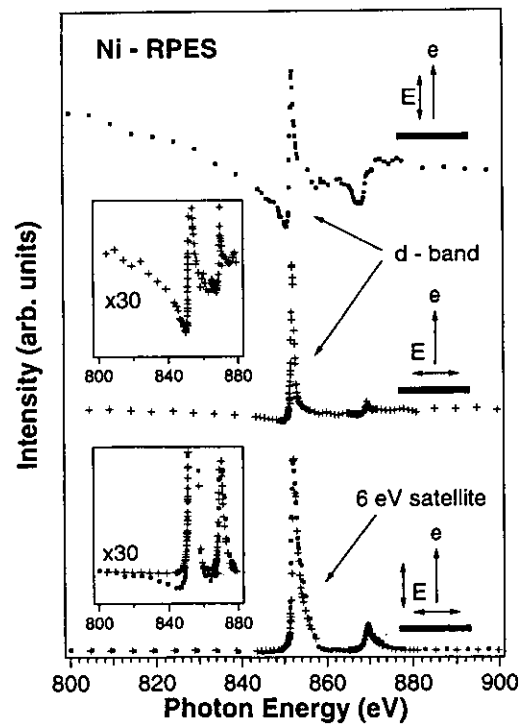 Ni - RPES
e
E
x30
800 840 880
d - band
e
E
x30
800 840 880
6 eV satellite
e
E
Intensity (arb. units)
800 820 840 860 880 900
Photon Energy (eV)